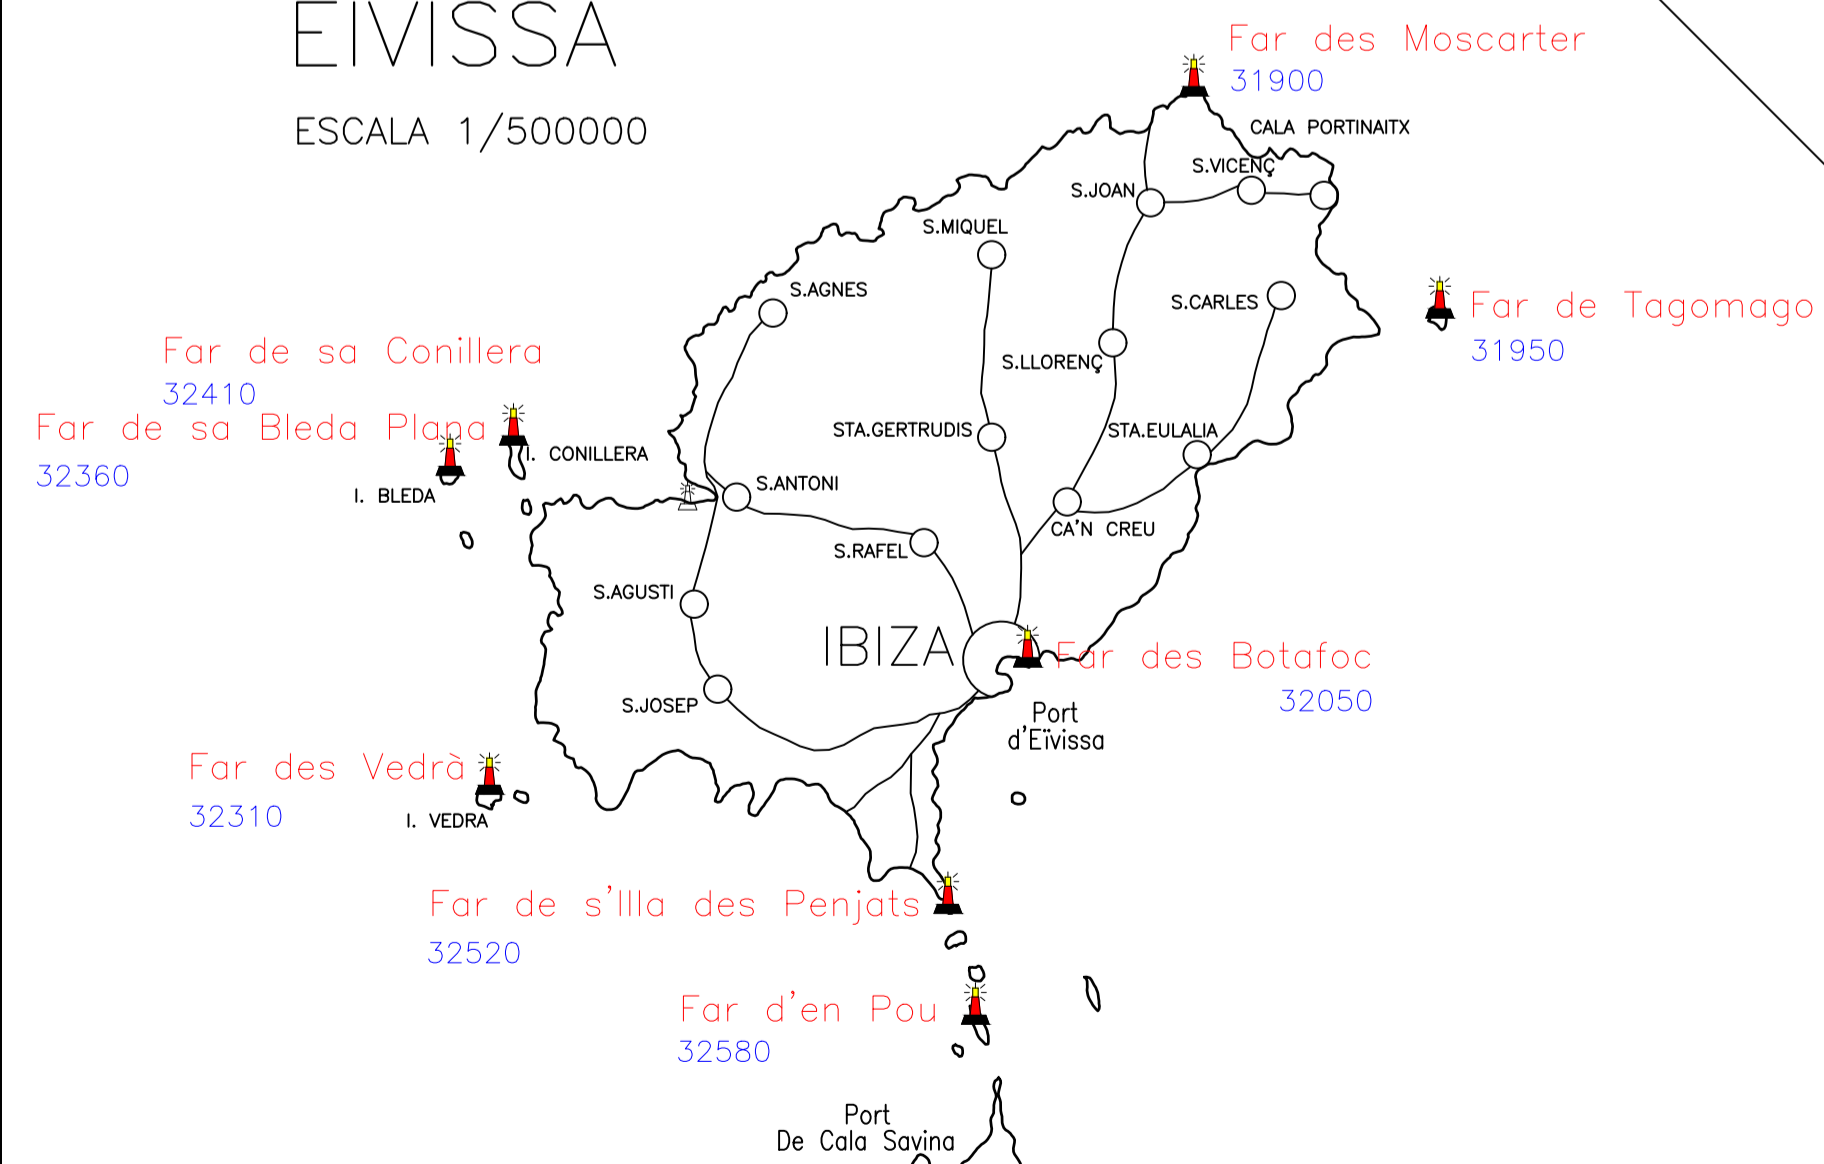 EIVISSA
ESCALA 1/500000
Far des Moscarter
31900
CALA PORTINAITX
S.VICENÇ
S.JOAN
S.MIQUEL
S.AGNES
S.CARLES
Far de Tagomago
31950
Far de sa Conillera
32410
S.LLORENÇ
Far de sa Bleda Plana
32360
I. CONILLERA
I. BLEDA
STA.GERTRUDIS
STA.EULALIA
S.ANTONI
CA'N CREU
S.RAFEL
S.AGUSTI
IBIZA
Far des Botafoc
32050
S.JOSEP
Port
d'Eïvissa
Far des Vedrà
32310
I. VEDRA
Far de s'Illa des Penjats
32520
Far d'en Pou
32580
Port
De Cala Savina